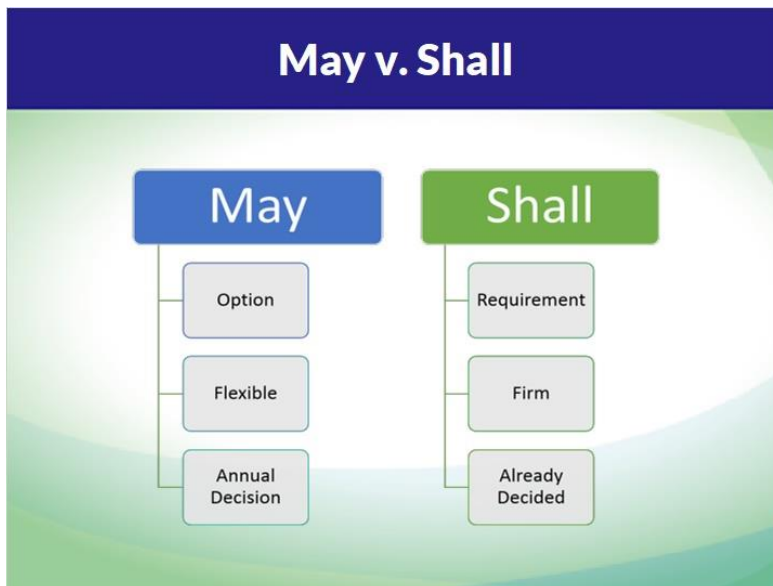 May v. Shall
May
Option
Flexible
Annual
Decision
Shall
Requirement
Firm
Already
Decided